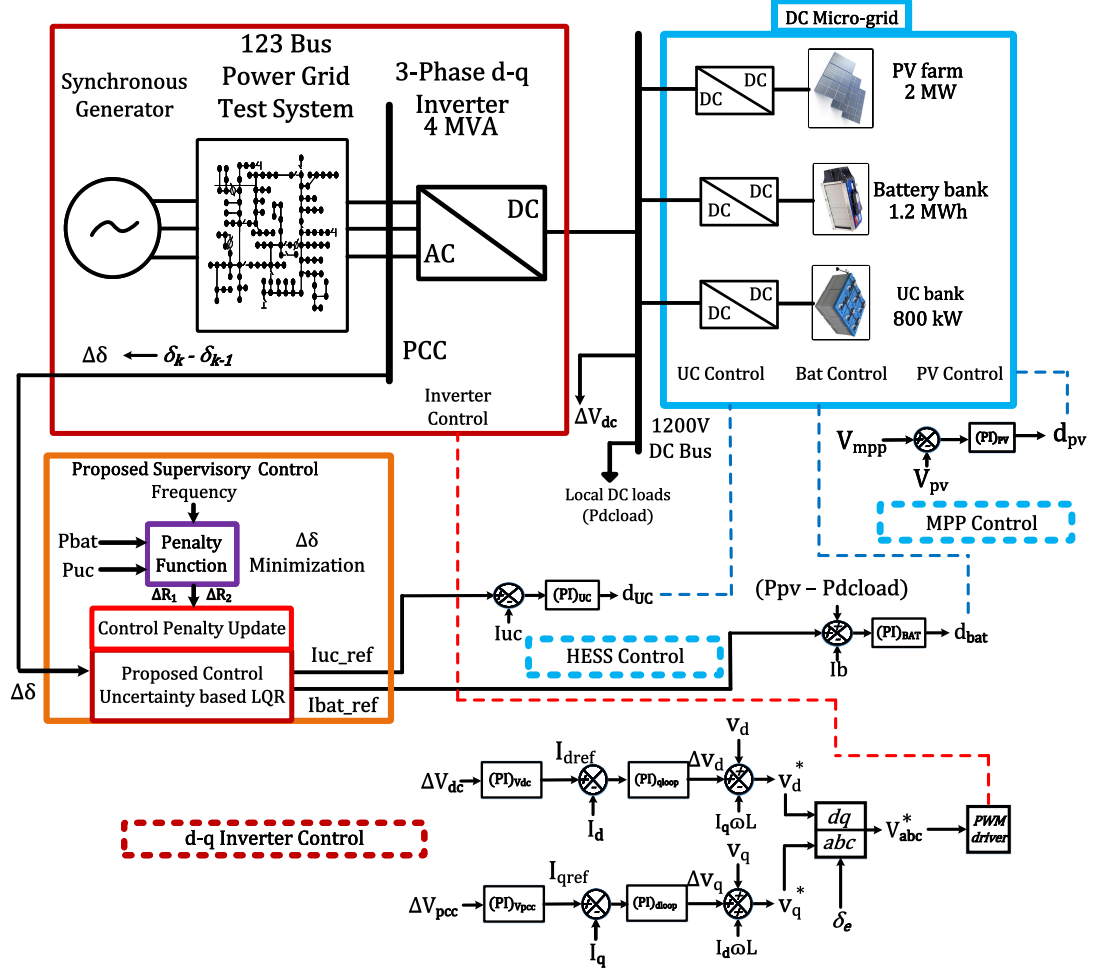 DC Micro-grid
123 Bus
Power Grid
Test System
Synchronous
Generator
3-Phase d-q
Inverter
4 MVA
DC
AC
PCC
Δδ
δk - δk-1
Inverter
Control
DC
DC
PV farm
2 MW
DC
DC
Battery bank
1.2 MWh
DC
DC
UC bank
800 kW
UC Control
Bat Control
PV Control
ΔVdc
1200V
DC Bus
Local DC loads
(Pdcload)
Vmpp
Vpv
(PI)PV
dpv
MPP Control
Proposed Supervisory Control
Frequency
Pbat
Puc
Penalty
Function
Δδ
Minimization
ΔR1
ΔR2
Control Penalty Update
Proposed Control
Uncertainty based LQR
Δδ
Iuc_ref
Ibat_ref
Iuc
(PI)UC
dUC
HESS Control
(Ppv – Pdcload)
Ib
(PI)BAT
dbat
d-q Inverter Control
ΔVdc
(PI)Vdc
Idref
Id
(PI)qloop
Δvd
vd
IqωL
vd*
ΔVpcc
(PI)Vpcc
Iqref
Iq
(PI)dloop
Δvq
vq
IdωL
vq*
dq
abc
δe
Vabc*
PWM
driver